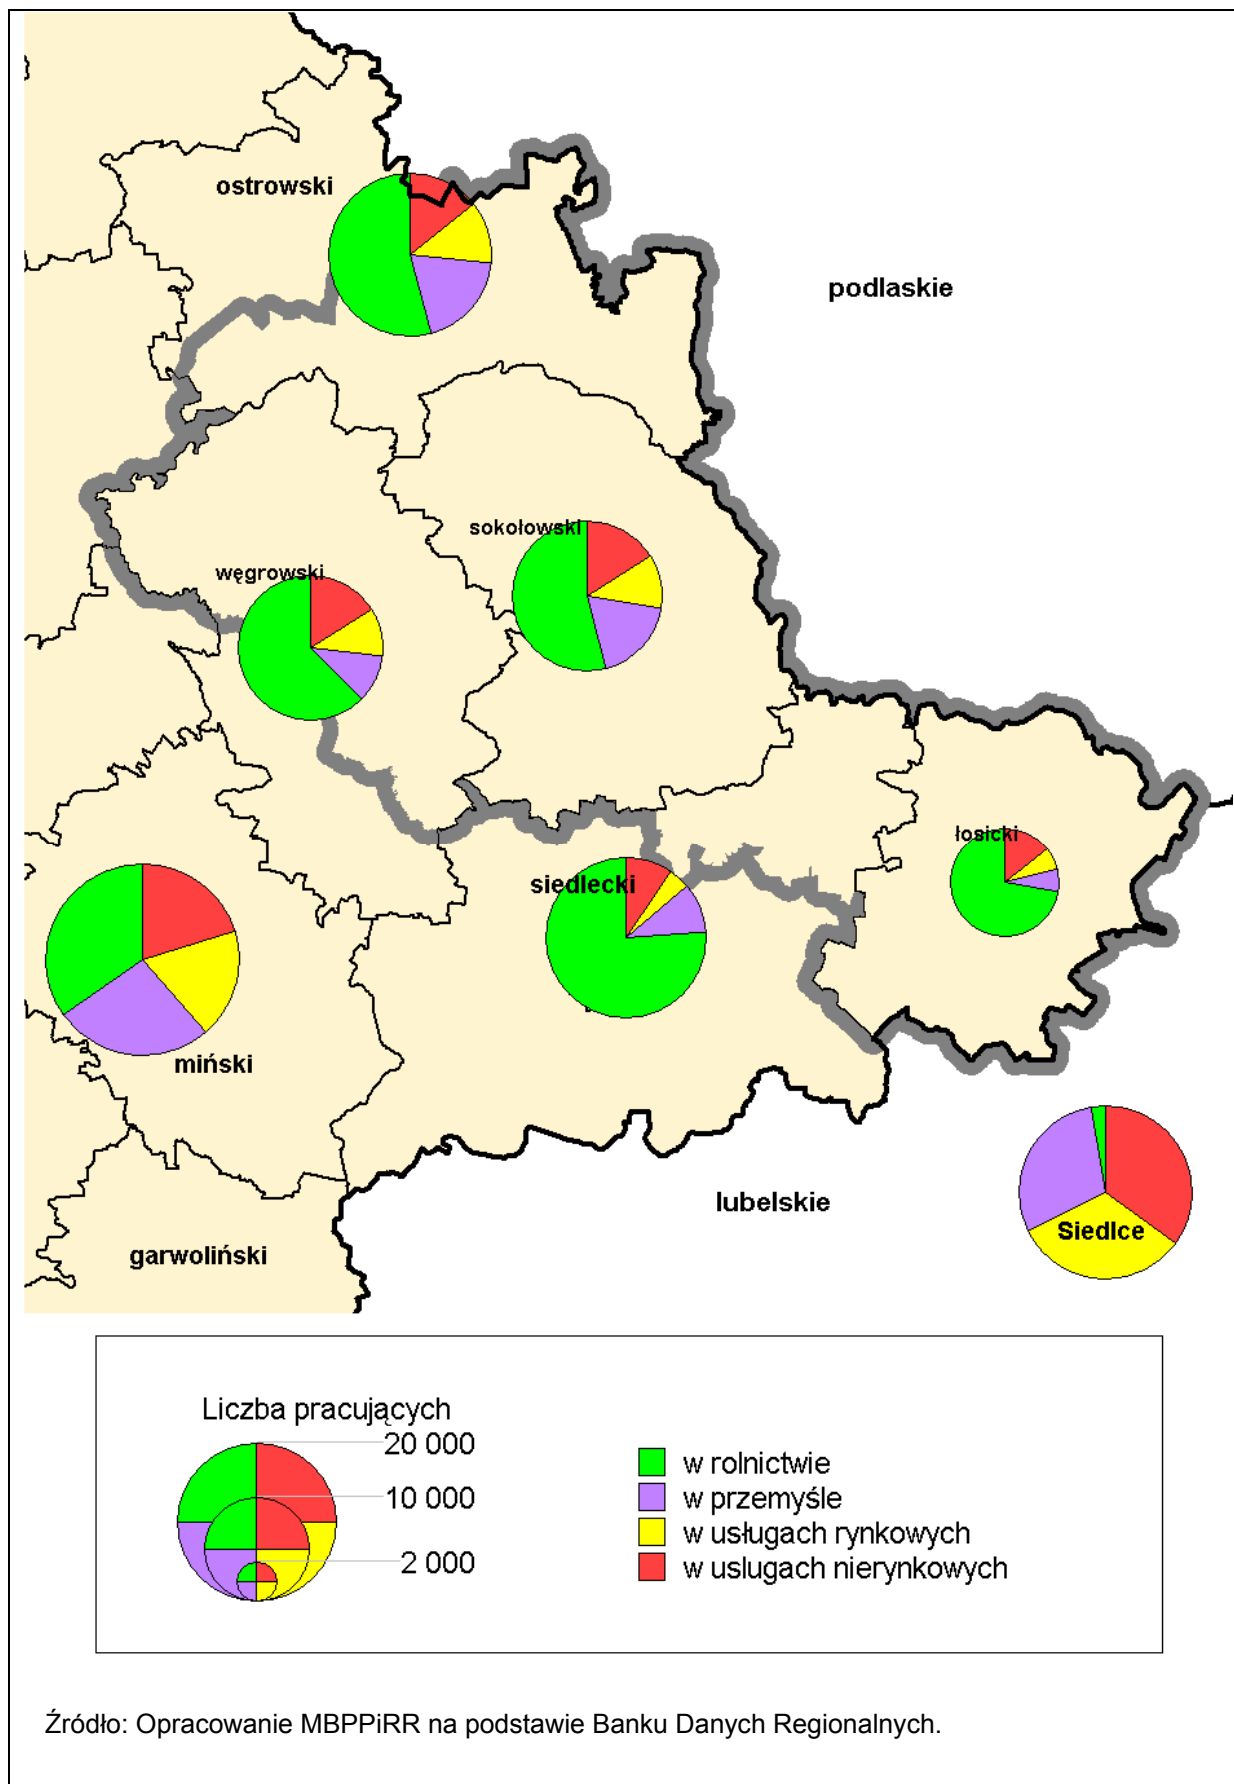 ostrowski
podlaskie
sokołowski
węgrowski
łosicki
siedlecki
miński
lubelskie
Siedlce
garwoliński
Liczba pracujących
20 000
10 000
2 000
w rolnictwie
w przemyśle
w usługach rynkowych
w uslugach nierynkowych
Źródło: Opracowanie MBPPiRR na podstawie Banku Danych Regionalnych.